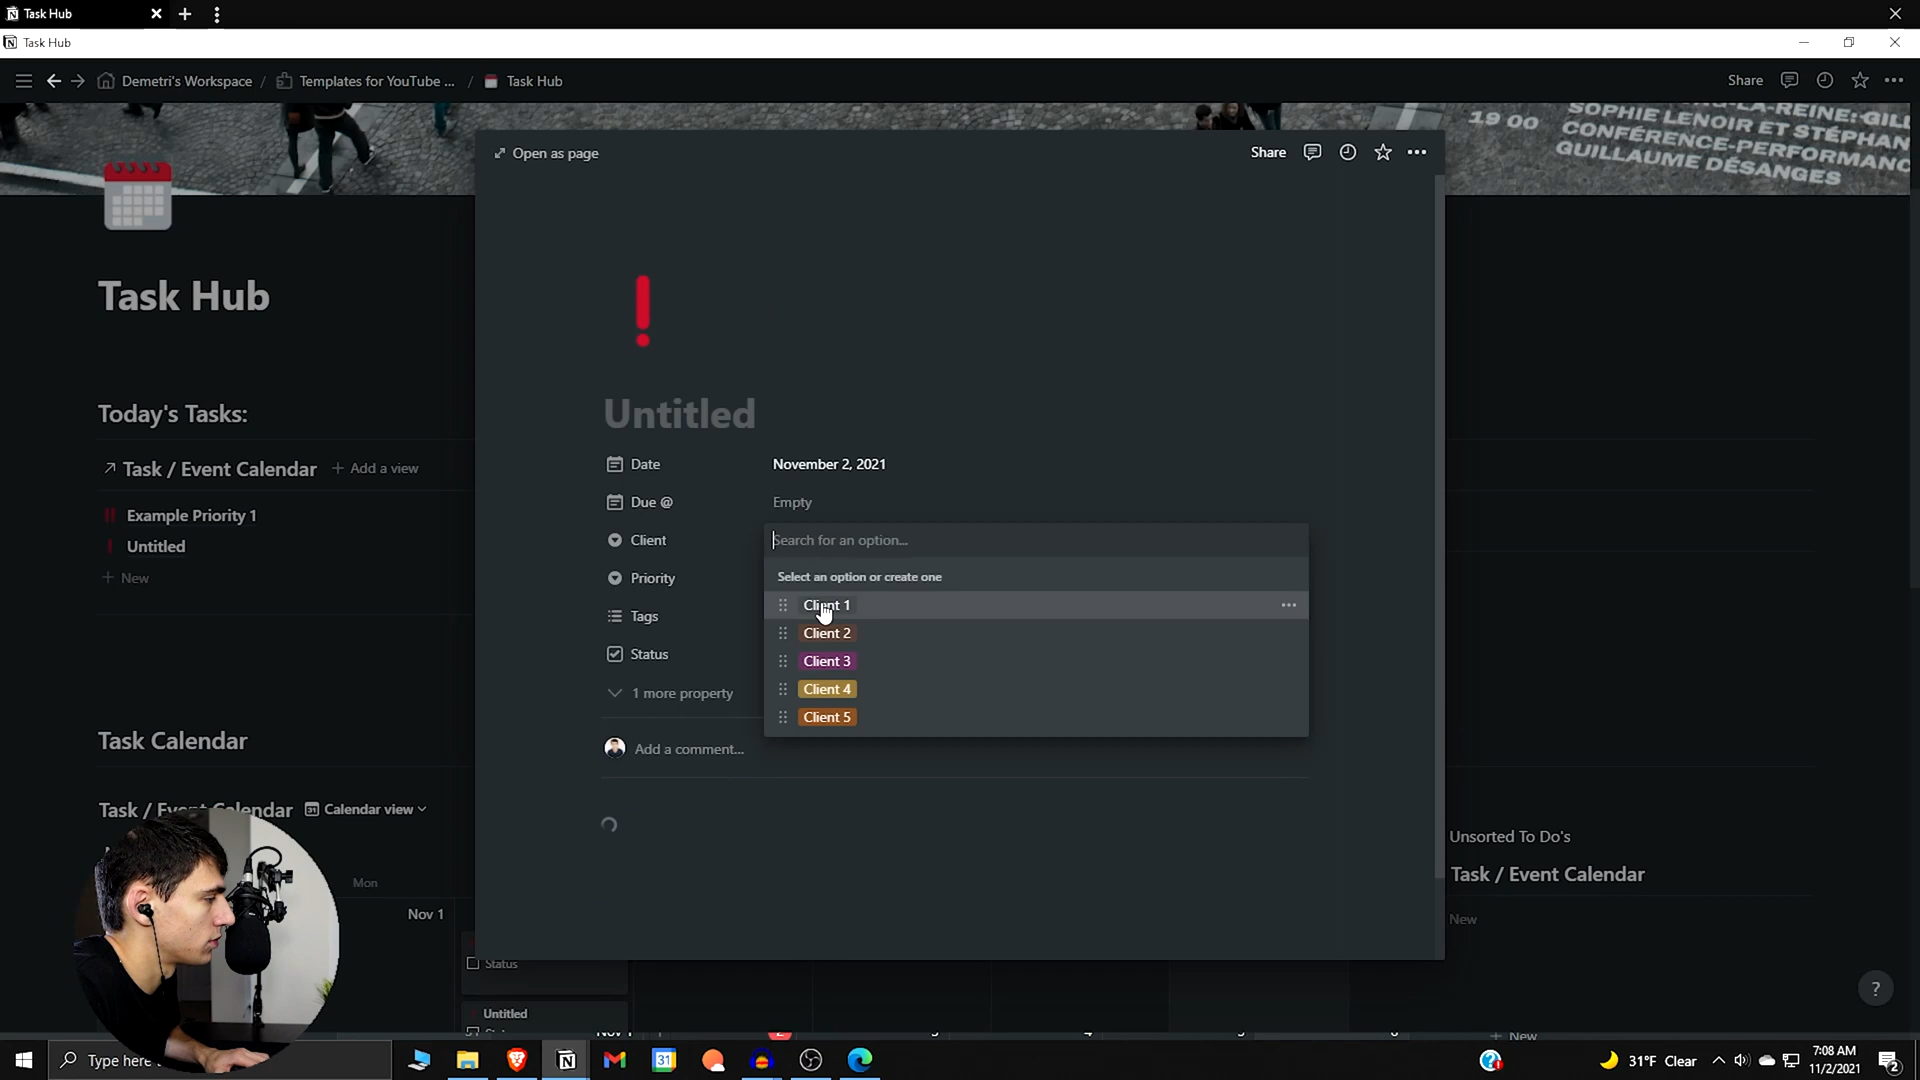 Task Hub
Task Hub
Demetri's Workspace / Templates for YouTube ... / Task Hub
Share
19 00
SOPHIE LENOIR ET STÉPHAN
CONFÉRENCE-PERFORMANC
GUILLAUME DÉSANGES
Open as page
Share
Task Hub
Today's Tasks:
Task / Event Calendar
+ Add a view
Example Priority 1
Untitled
+ New
Task Calendar
Calendar view
Mon
Nov 1
Status
Untitled
Untitled
Date
November 2, 2021
Due @
Empty
Client
Search for an option...
Select an option or create one
Priority
Client 1
Tags
Client 2
Status
Client 3
1 more property
Client 4
Client 5
Add a comment...
Unsorted To Do's
Task / Event Calendar
New
?
+ New
Type here
31
31°F Clear
7:08 AM
11/2/2021
2